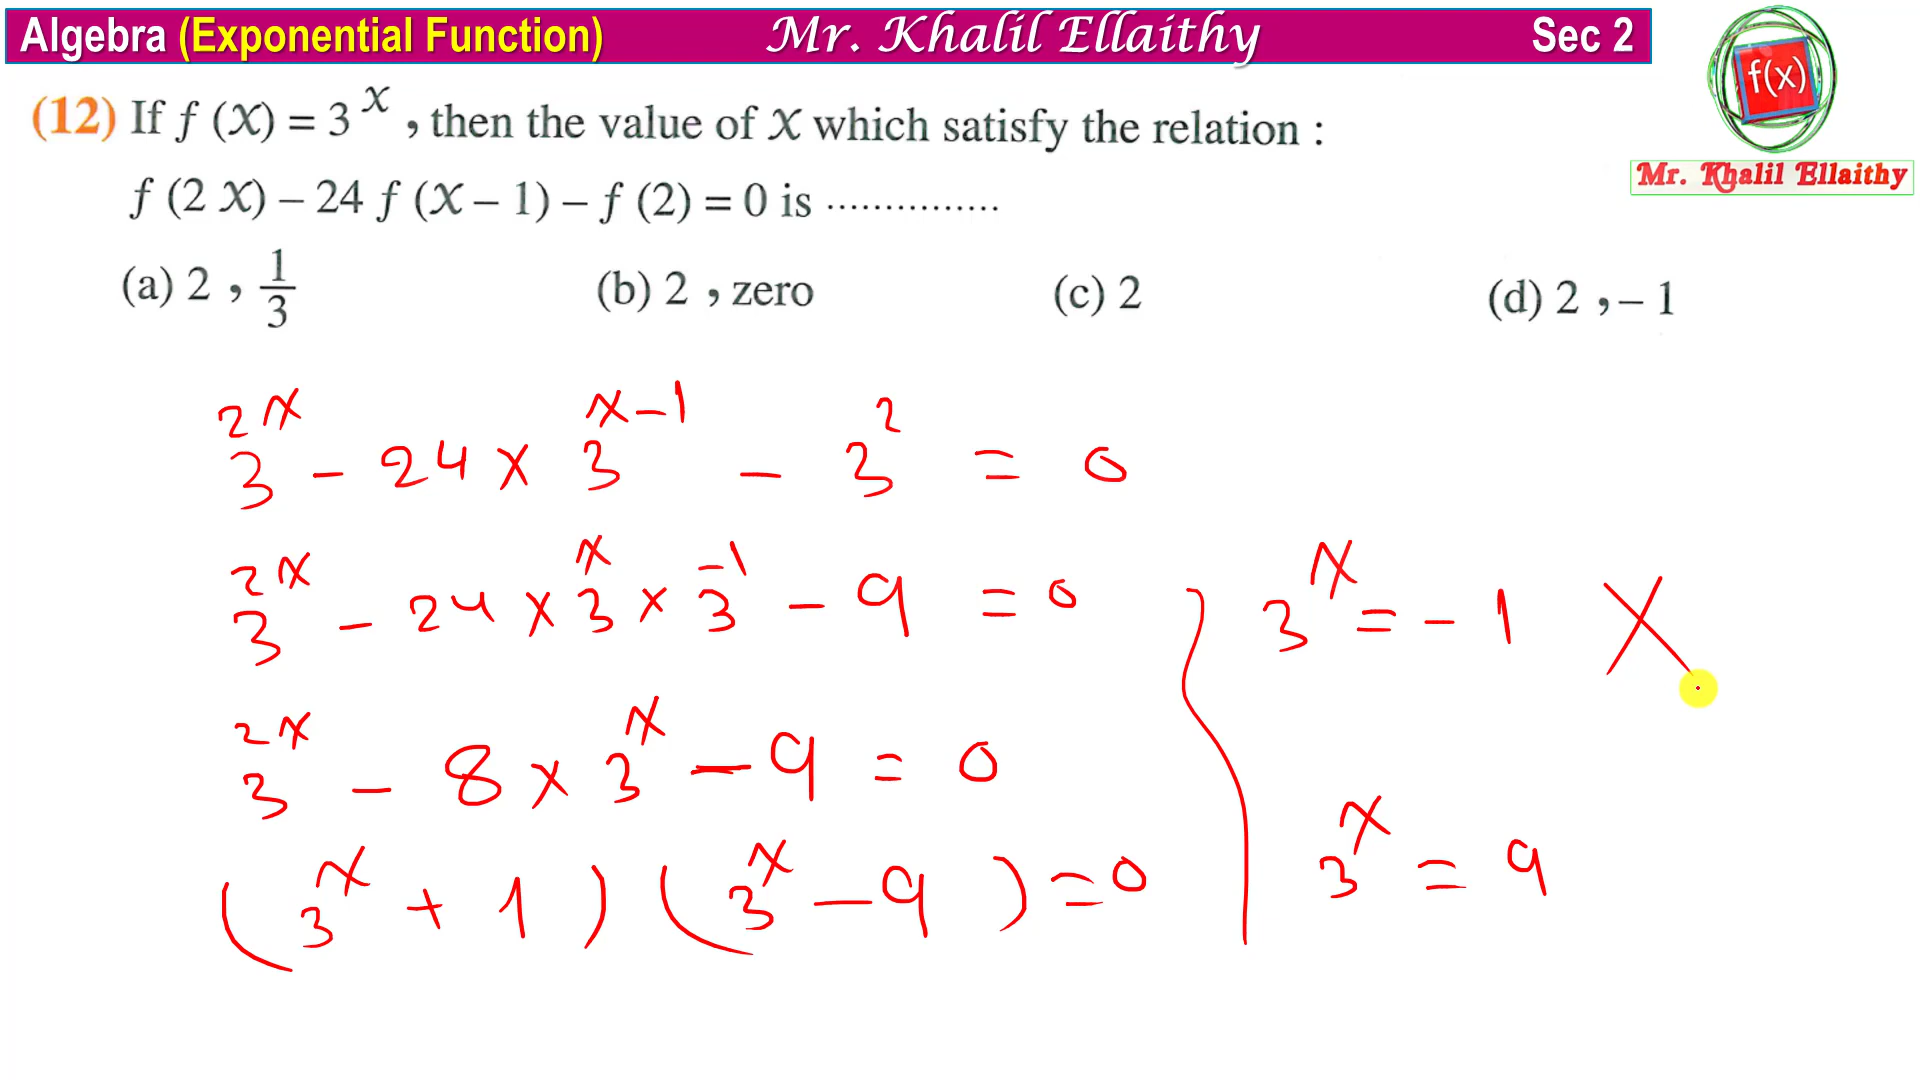 Algebra (Exponential Function) Mr. Khalil Ellaithy Sec 2
f(x)
Mr. Khalil Ellaithy
(12) If f (X) = 3^X , then the value of X which satisfy the relation :
f (2 X) – 24 f (X – 1) – f (2) = 0 is ...............
(a) 2 , 1/3 (b) 2 , zero (c) 2 (d) 2 , – 1
3^2x - 24 × 3^x-1 - 3^2 = 0
3^2x - 24 × 3^x × 3^-1 - 9 = 0
3^2x - 8 × 3^x - 9 = 0
(3^x + 1) (3^x - 9) = 0
3^x = -1 X
3^x = 9